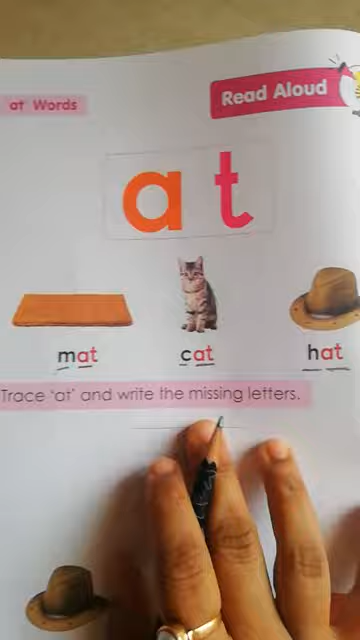 at Words
Read Aloud
at
mat cat hat
Trace 'at' and write the missing letters.